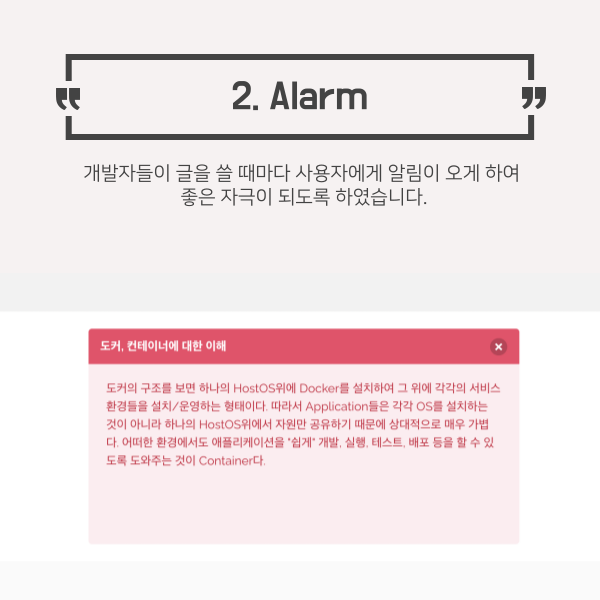 2. Alarm
개발자들이 글을 쓸 때마다 사용자에게 알림이 오게 하여
좋은 자극이 되도록 하였습니다.
도커, 컨테이너에 대한 이해
도커의 구조를 보면 하나의 HostOS위에 Docker를 설치하여 그 위에 각각의 서비스
환경들을 설치/운영하는 형태이다. 따라서 Application들은 각각 OS를 설치하는
것이 아니라 하나의 HostOS위에서 자원만 공유하기 때문에 상대적으로 매우 가볍
다. 어떠한 환경에서도 애플리케이션을 "쉽게" 개발, 실행, 테스트, 배포 등을 할 수 있
도록 도와주는 것이 Container다.